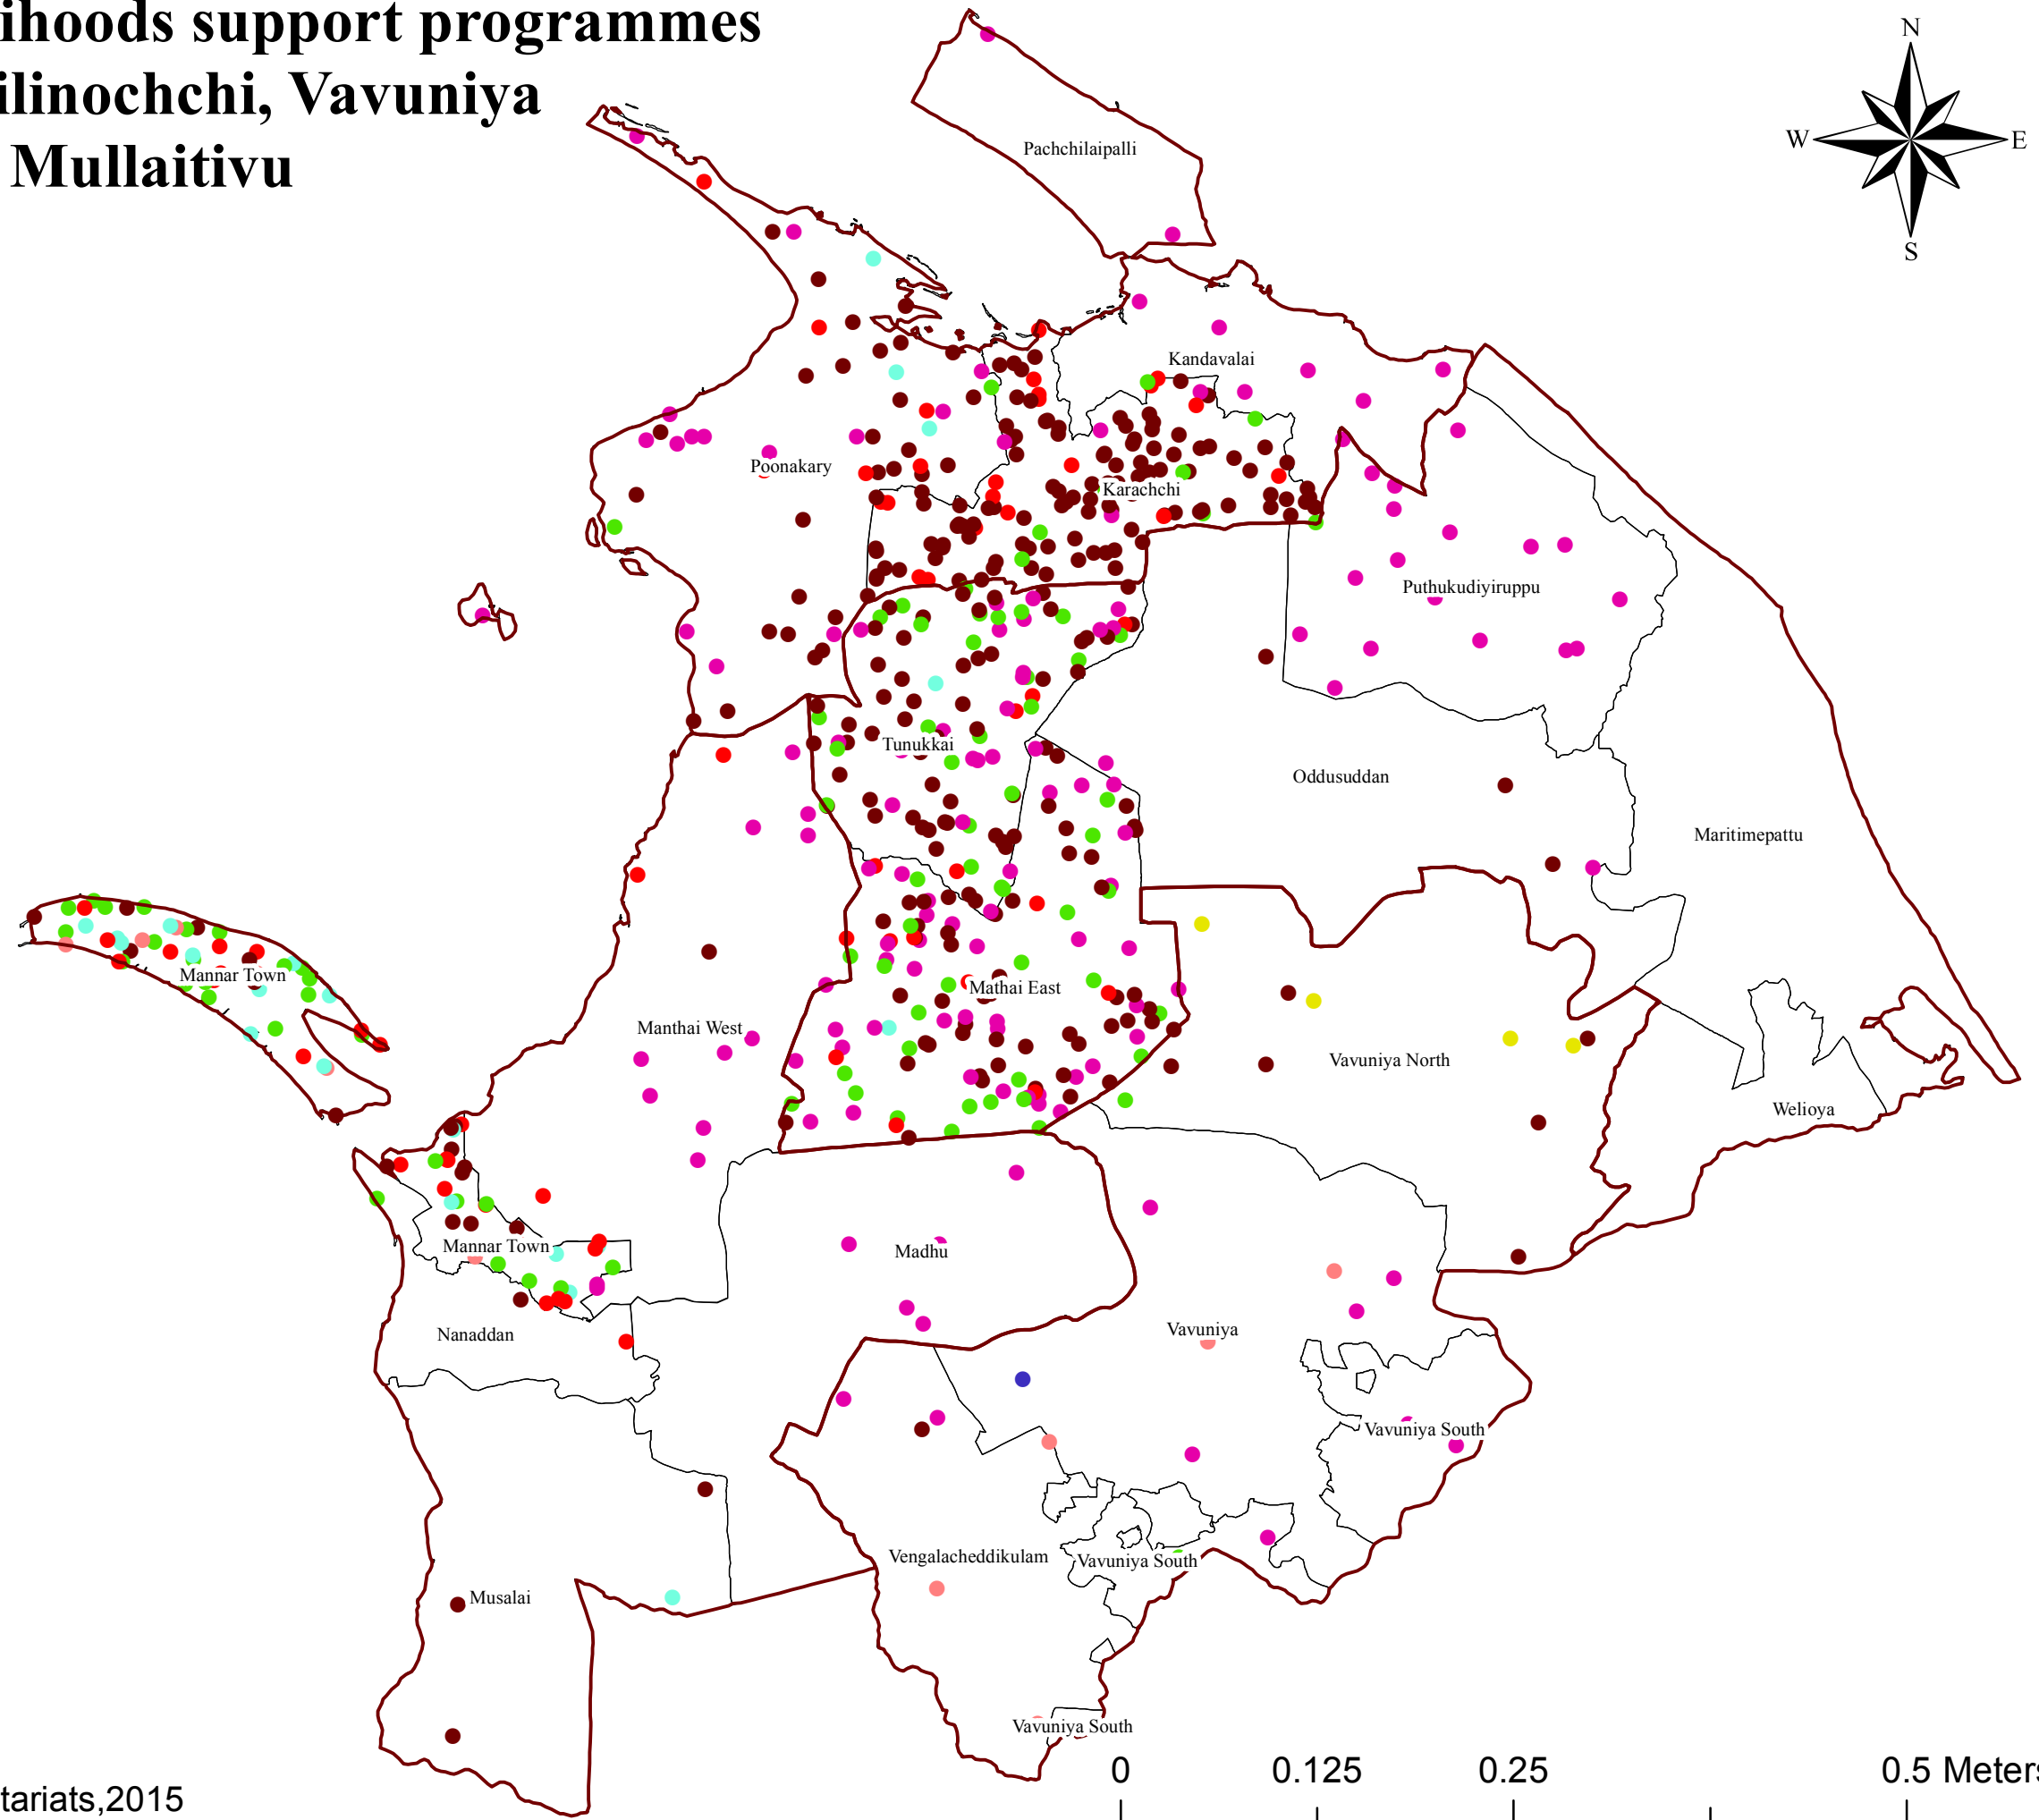 ihoods support programmes
ilinochchi, Vavuniya
Mullaitivu
N
W
E
S
Pachchilaipalli
Kandavalai
Poonakary
Karachchi
Puthukudiyiruppu
Tunukkai
Oddusuddan
Maritimepattu
Mannar Town
Mathai East
Manthai West
Vavuniya North
Welioya
Mannar Town
Madhu
Nanaddan
Vavuniya
Vavuniya South
Vengalacheddikulam
Vavuniya South
Musalai
Vavuniya South
0
0.125
0.25
0.5 Meters
tariats,2015